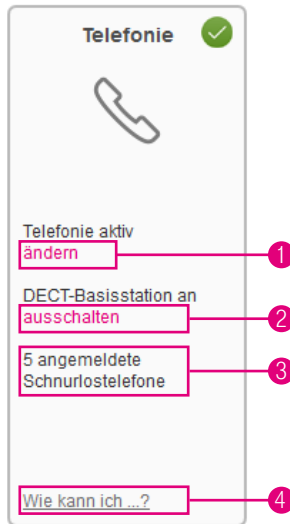 Telefonie
Telefonie aktiv
ändern
1
DECT-Basisstation an
ausschalten
2
5 angemeldete
Schnurlostelefone
3
Wie kann ich ...?
4